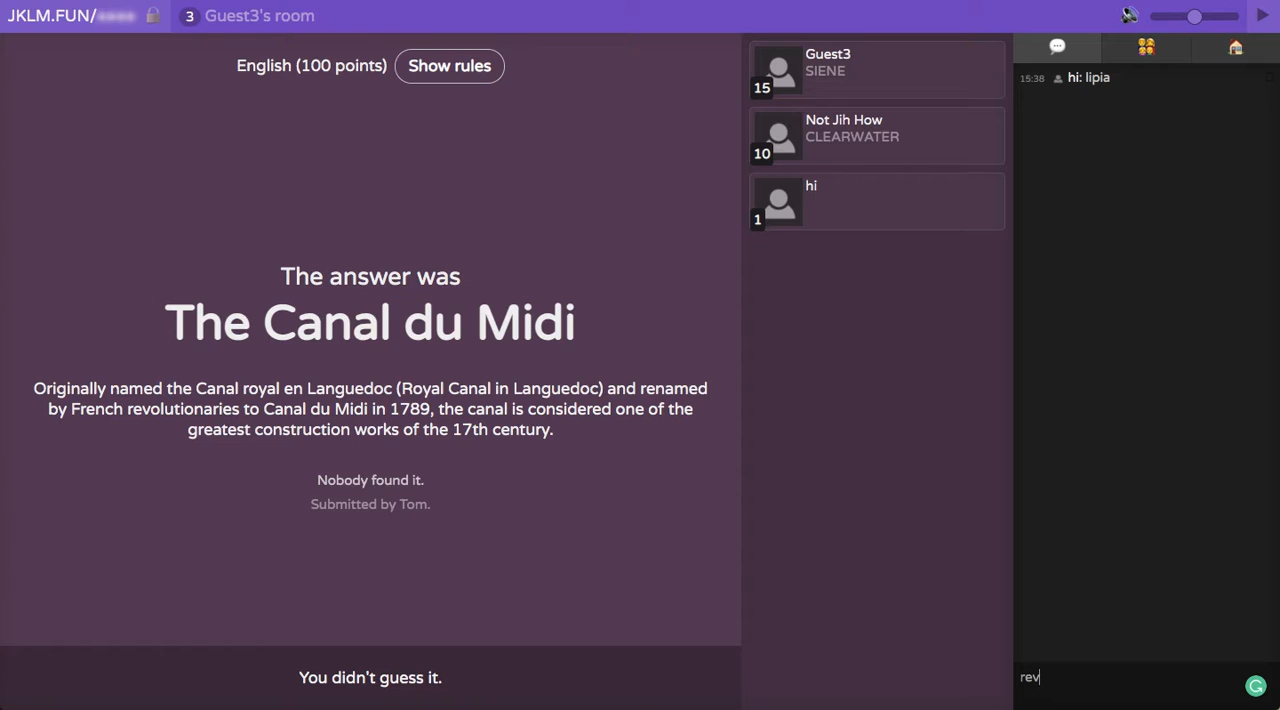 JKLM.FUN/
3 Guest3's room
English (100 points) Show rules
The answer was
The Canal du Midi
Originally named the Canal royal en Languedoc (Royal Canal in Languedoc) and renamed
by French revolutionaries to Canal du Midi in 1789, the canal is considered one of the
greatest construction works of the 17th century.
Nobody found it.
Submitted by Tom.
You didn't guess it.
Guest3
SIENE
15
Not Jih How
CLEARWATER
10
hi
1
15:38 hi: lipia
rev